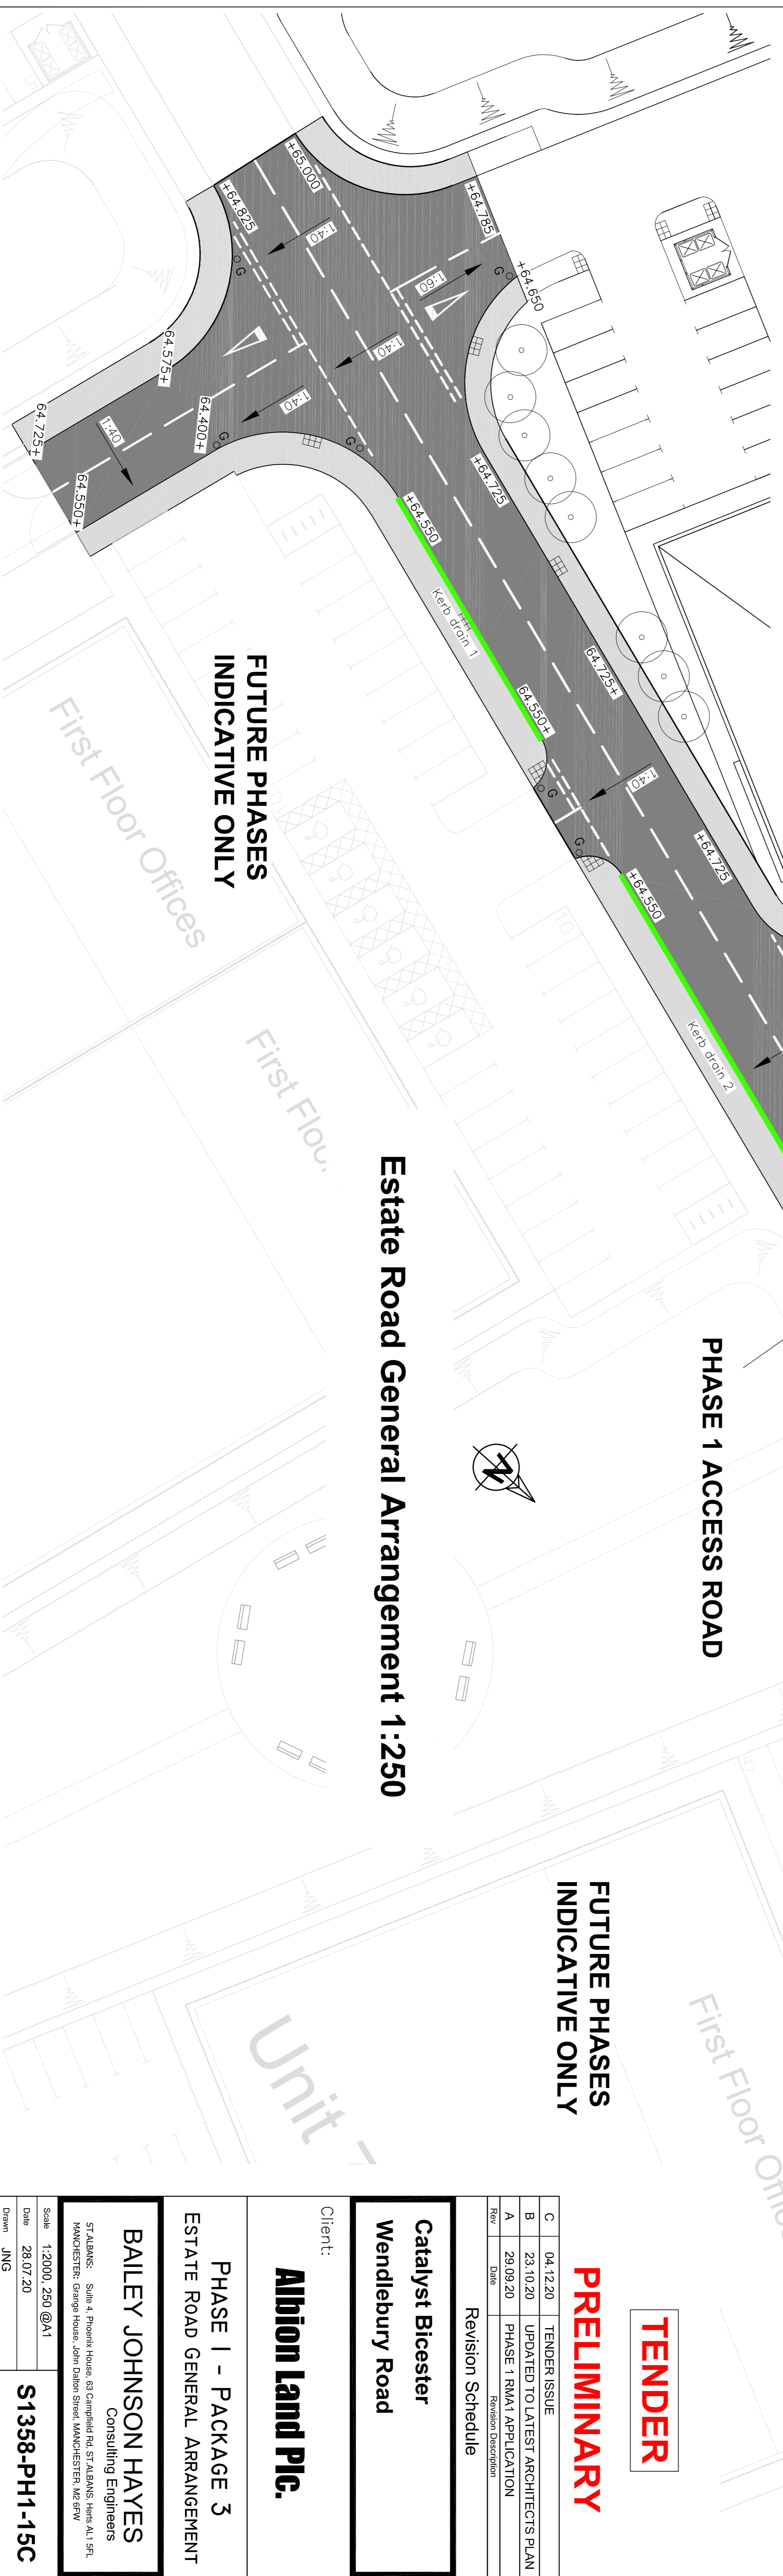 +65.000
+64.825
+64.785
+64.650
1:40
1:60
1:40
1:40
G
G
G
G
64.575+
64.400+
64.725+
64.550+
1:40
+64.725
+64.550
Kerb drain 1
64.550+
64.725+
1:40
G
G
+64.725
+64.550
Kerb drain 2
10
5
FUTURE PHASES
INDICATIVE ONLY
First Floor Offices
First Floo
Estate Road General Arrangement 1:250
PHASE 1 ACCESS ROAD
N
FUTURE PHASES
INDICATIVE ONLY
First Floor Offic
Unit
TENDER
PRELIMINARY
C 04.12.20 TENDER ISSUE
B 23.10.20 UPDATED TO LATEST ARCHITECTS PLAN
A 29.09.20 PHASE 1 RMA1 APPLICATION
Rev Date Revision Description
Revision Schedule
Catalyst Bicester
Wendlebury Road
Client:
Albion Land Plc.
PHASE 1 - PACKAGE 3
ESTATE ROAD GENERAL ARRANGEMENT
BAILEY JOHNSON HAYES
Consulting Engineers
ST.ALBANS: Suite 4, Phoenix House, 63 Campfield Rd, ST.ALBANS, Herts AL1 5FL
MANCHESTER: Grange House, John Dalton Street, MANCHESTER, M2 6FW
Scale 1:2000, 250 @A1
Date 28.07.20
Drawn JNG
S1358-PH1-15C